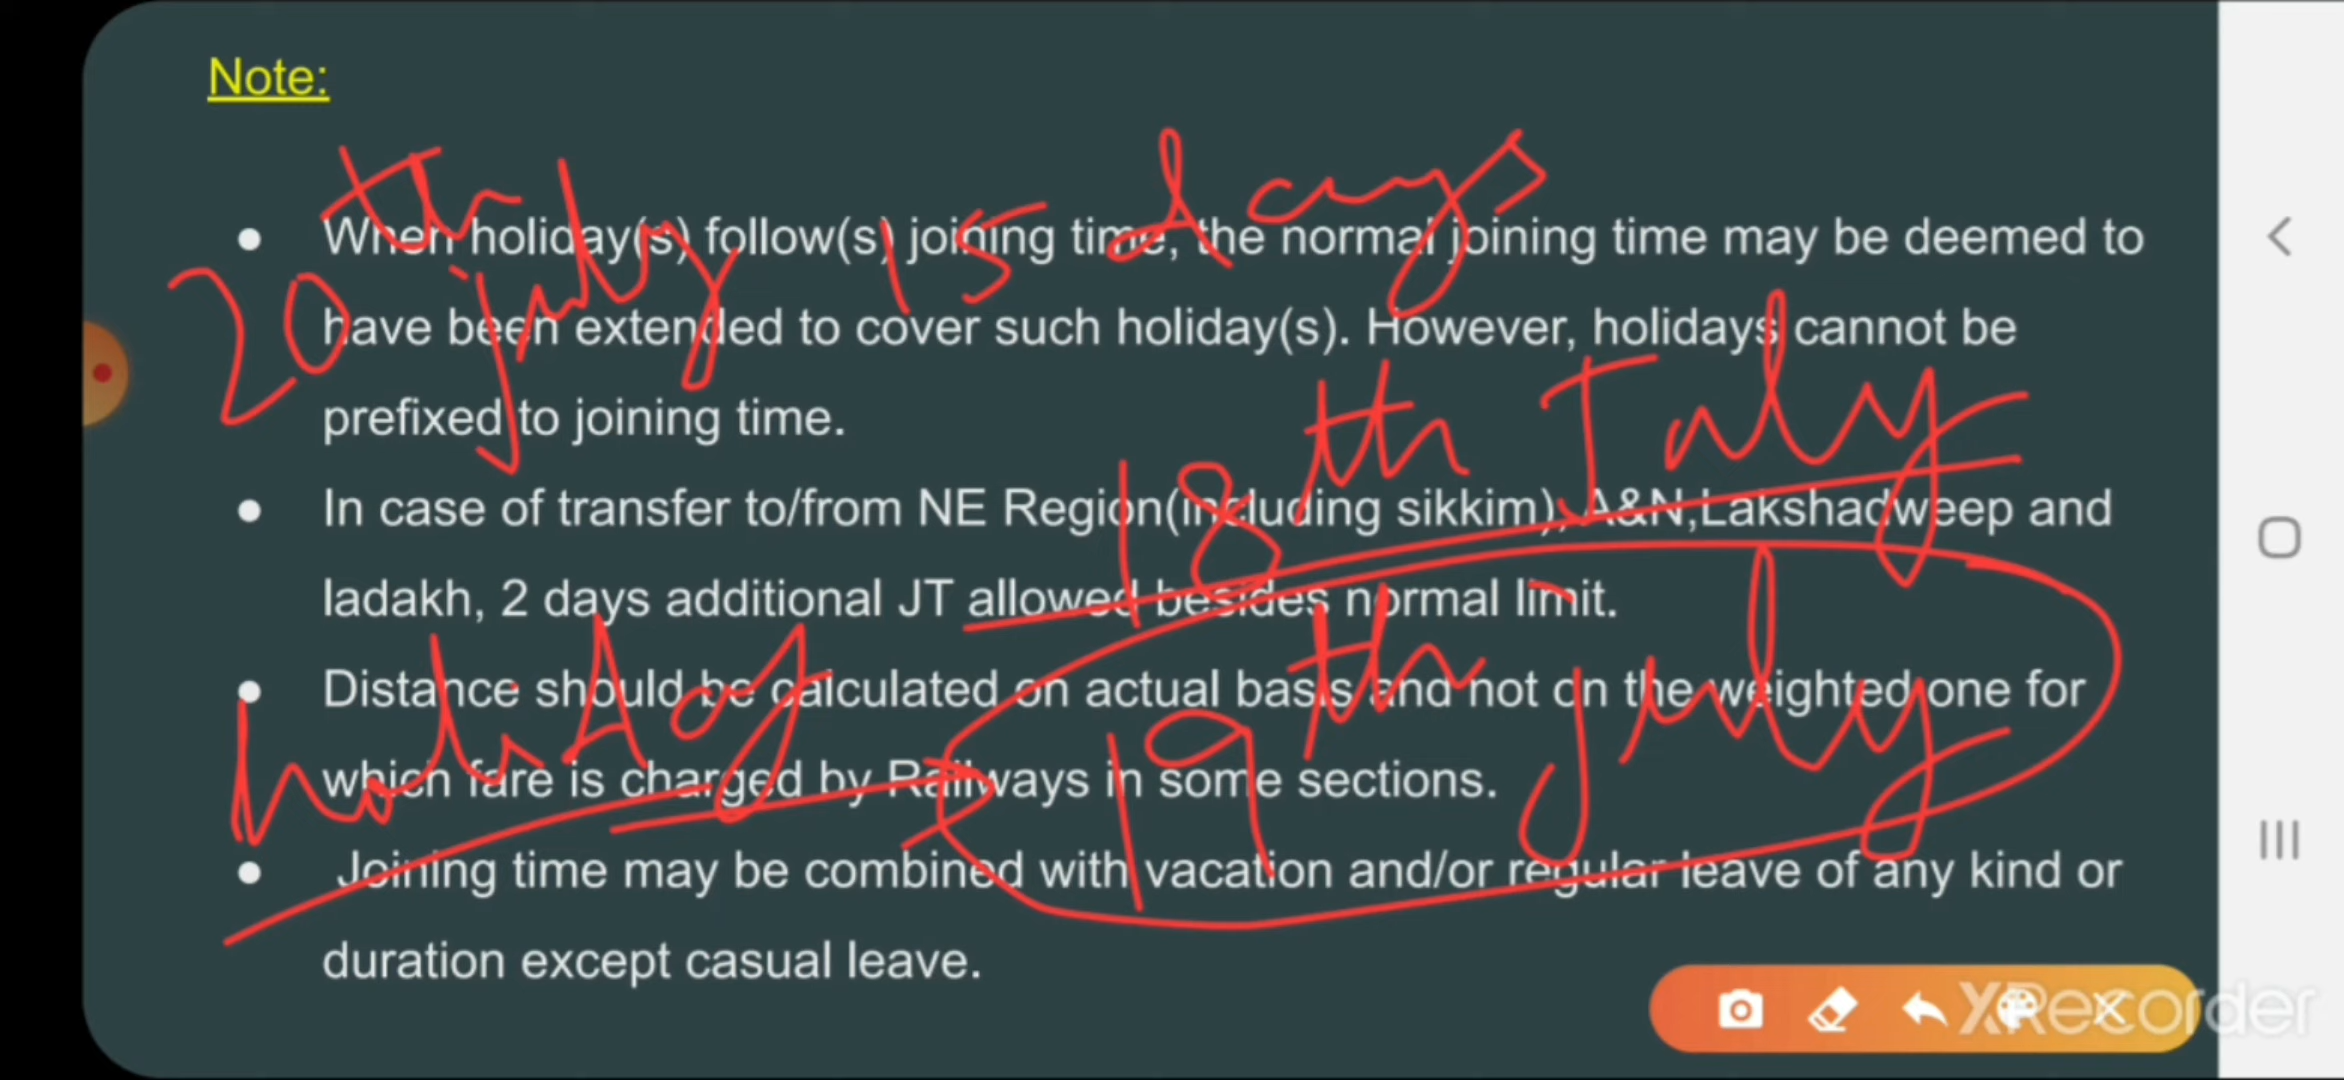 Note:
20th july 15 days
When holiday(s) follow(s) joining time, the normal joining time may be deemed to
have been extended to cover such holiday(s). However, holidays cannot be
prefixed to joining time.
18th July
In case of transfer to/from NE Region(including sikkim), A&N,Lakshadweep and
ladakh, 2 days additional JT allowed besides normal limit.
holiday 19th july
Distance should be calculated on actual basis and not on the weighted one for
which fare is charged by Railways in some sections.
Joining time may be combined with vacation and/or regular leave of any kind or
duration except casual leave.
XRecorder